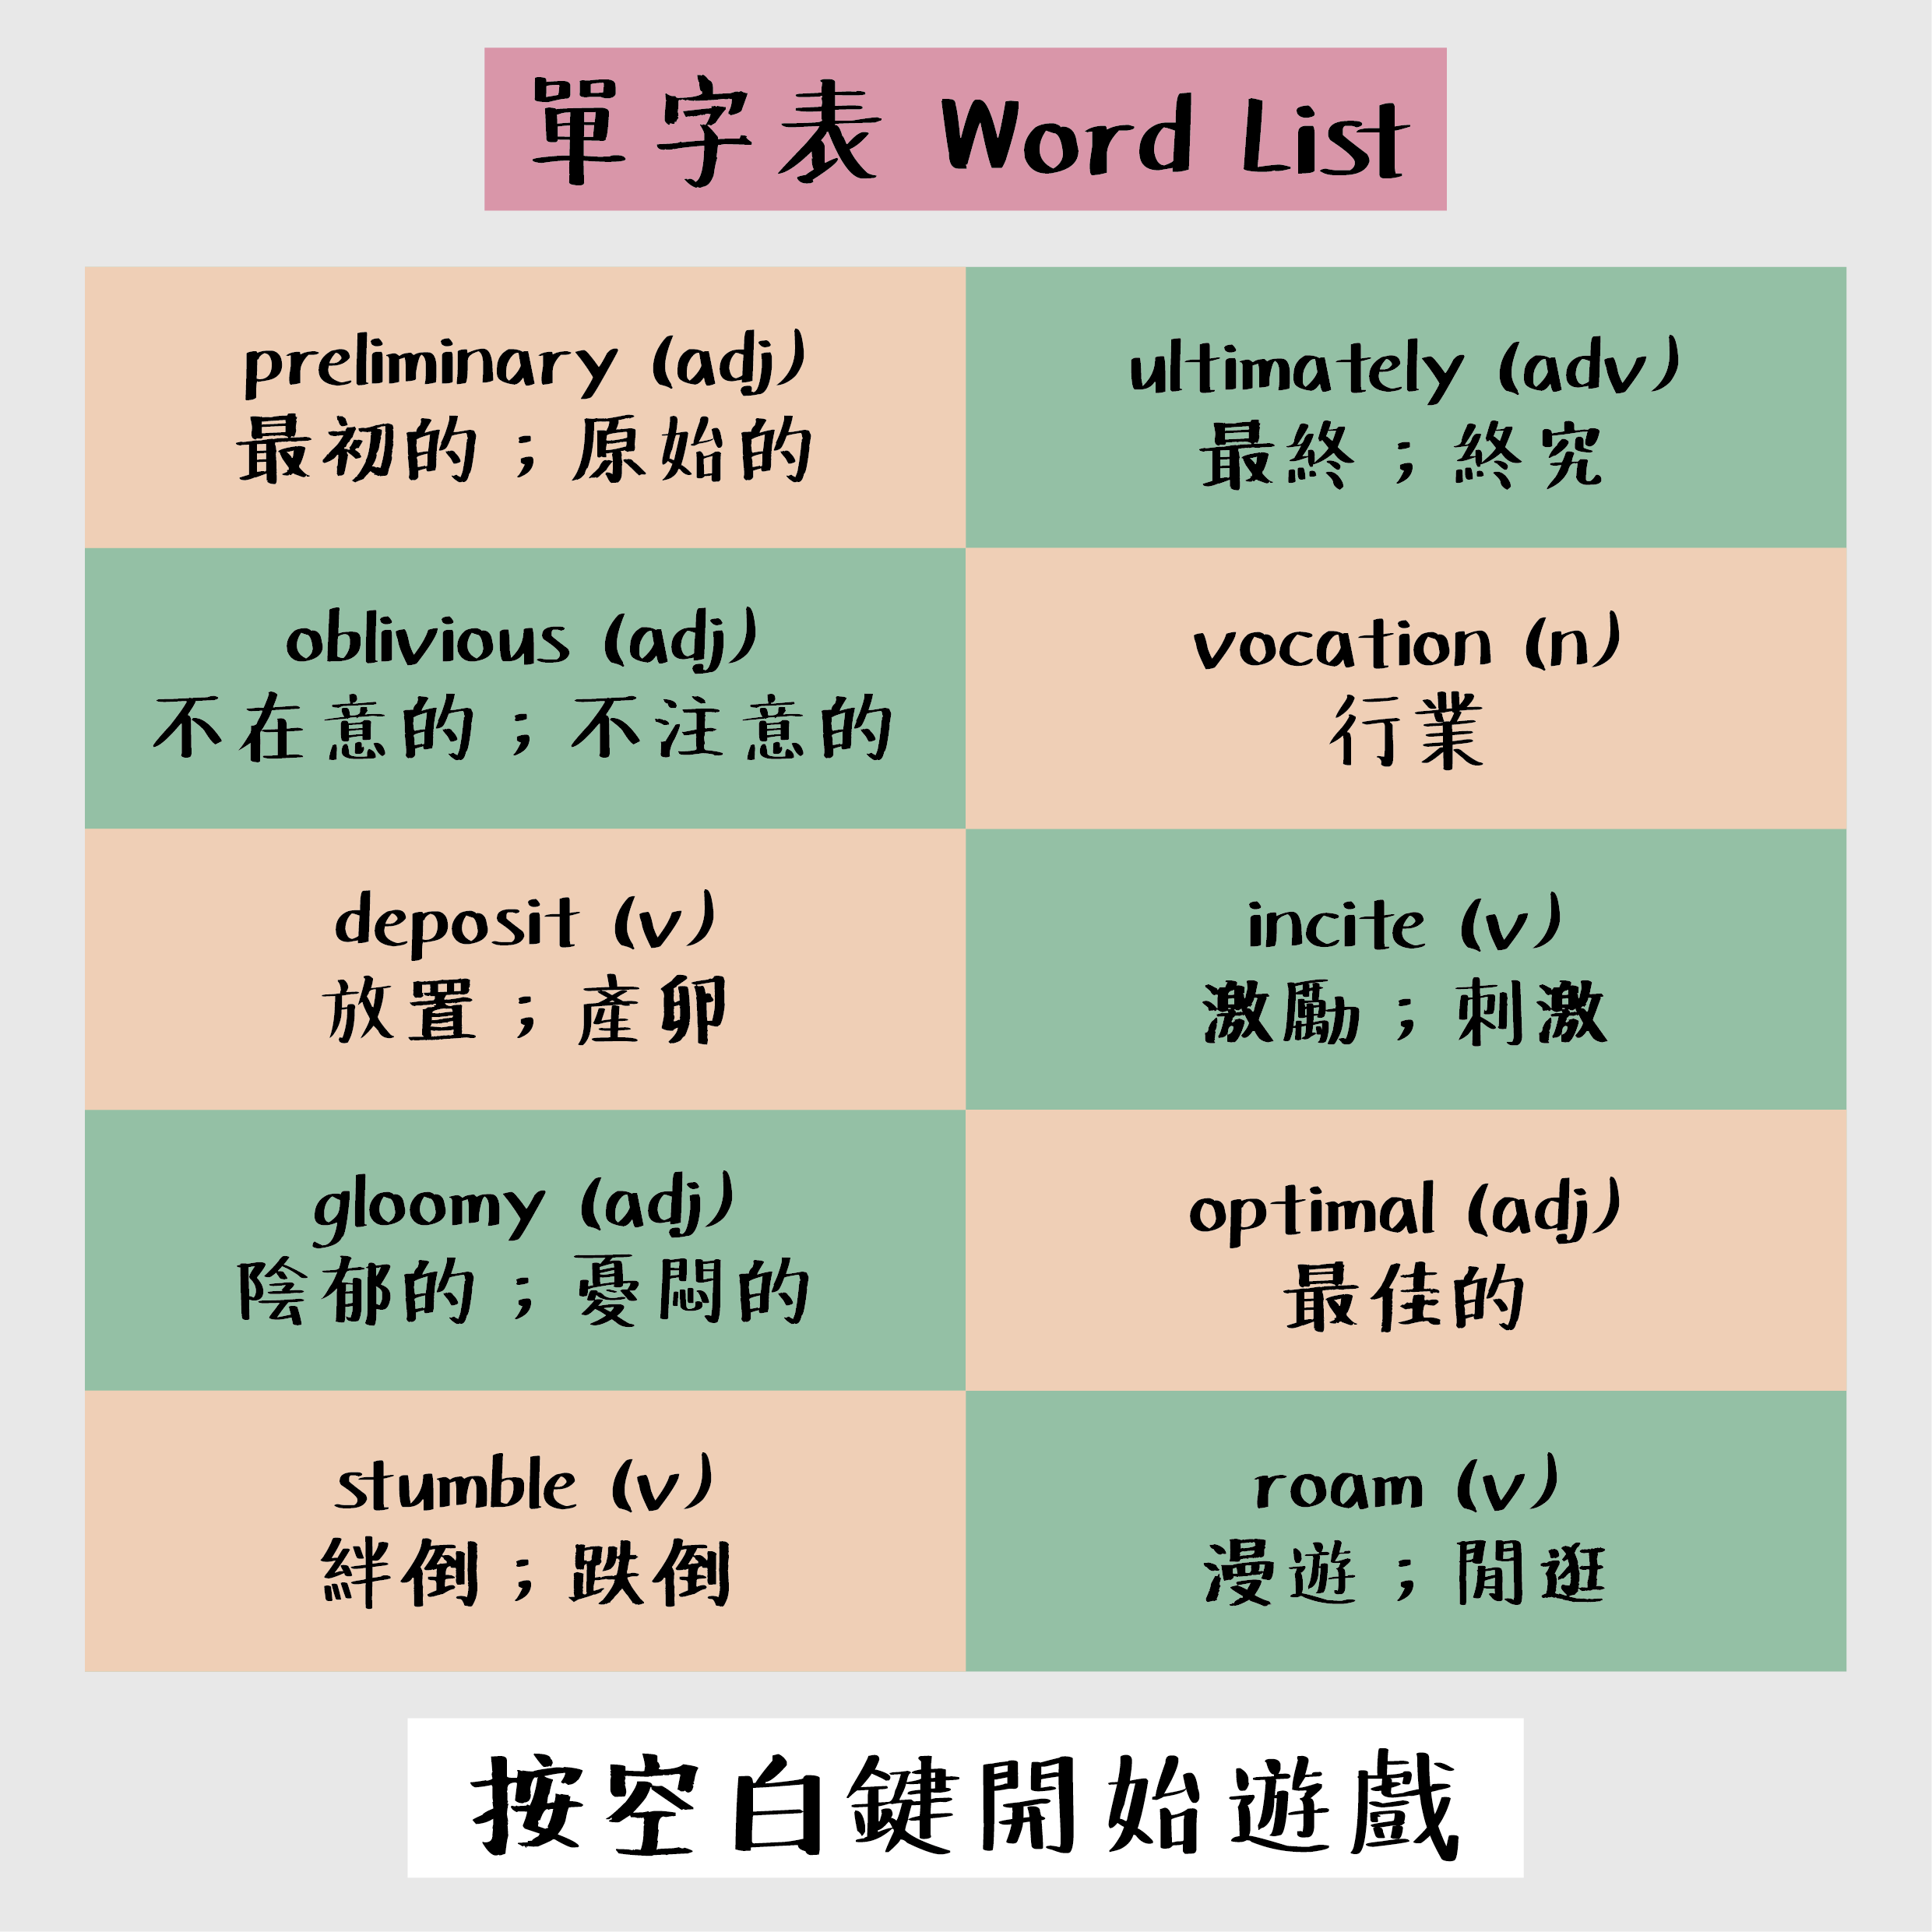 單字表 Word List
preliminary (adj)
最初的；原始的
ultimately (adv)
最終；終究
oblivious (adj)
不在意的；不注意的
vocation (n)
行業
deposit (v)
放置；產卵
incite (v)
激勵；刺激
gloomy (adj)
陰郁的；憂悶的
optimal (adj)
最佳的
stumble (v)
絆倒；跌倒
roam (v)
漫遊；閒逛
按空白鍵開始遊戲